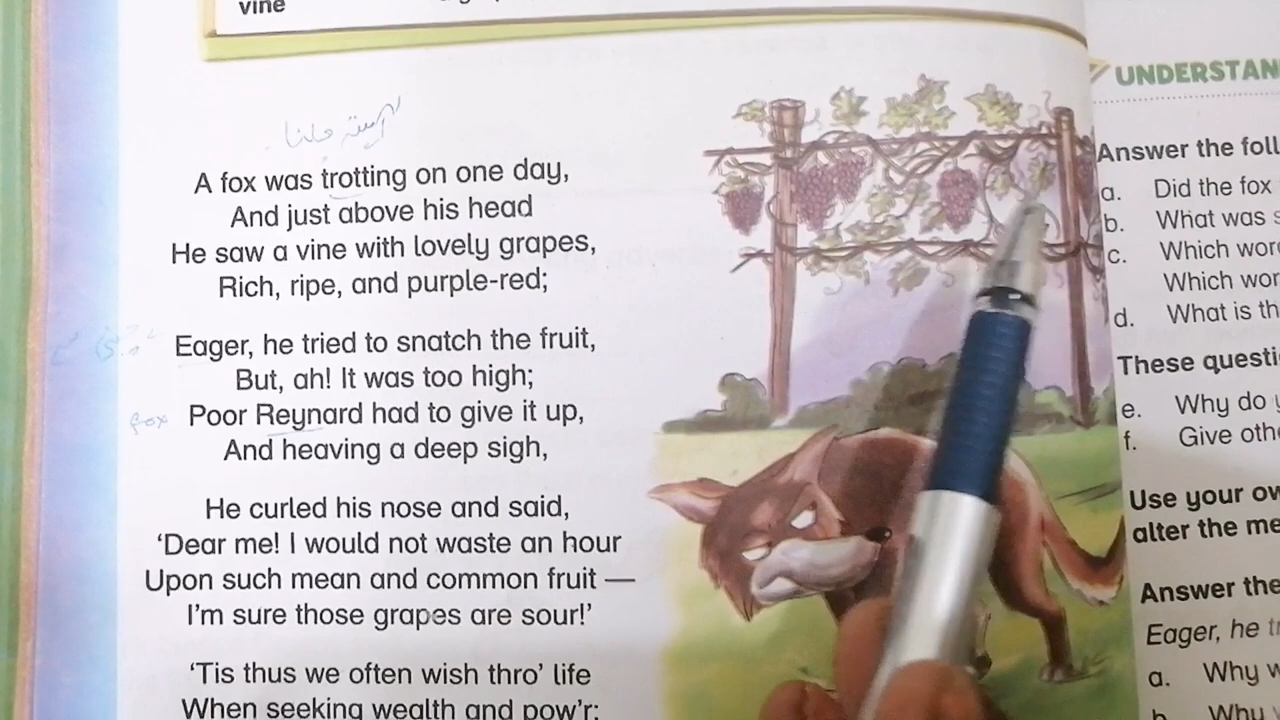 vine
آہستہ چلنا
A fox was trotting on one day,
And just above his head
He saw a vine with lovely grapes,
Rich, ripe, and purple-red;
Eager, he tried to snatch the fruit,
But, ah! It was too high;
fox
Poor Reynard had to give it up,
And heaving a deep sigh,
He curled his nose and said,
‘Dear me! I would not waste an hour
Upon such mean and common fruit —
I’m sure those grapes are sour!’
‘Tis thus we often wish thro’ life
When seeking wealth and pow’r;
UNDERSTAN
Answer the foll
a. Did the fox
b. What was s
c. Which wor
Which wor
d. What is th
These questi
e. Why do
f. Give othe
Use your ow
alter the me
Answer the
Eager, he t
a. Why w
b. Why